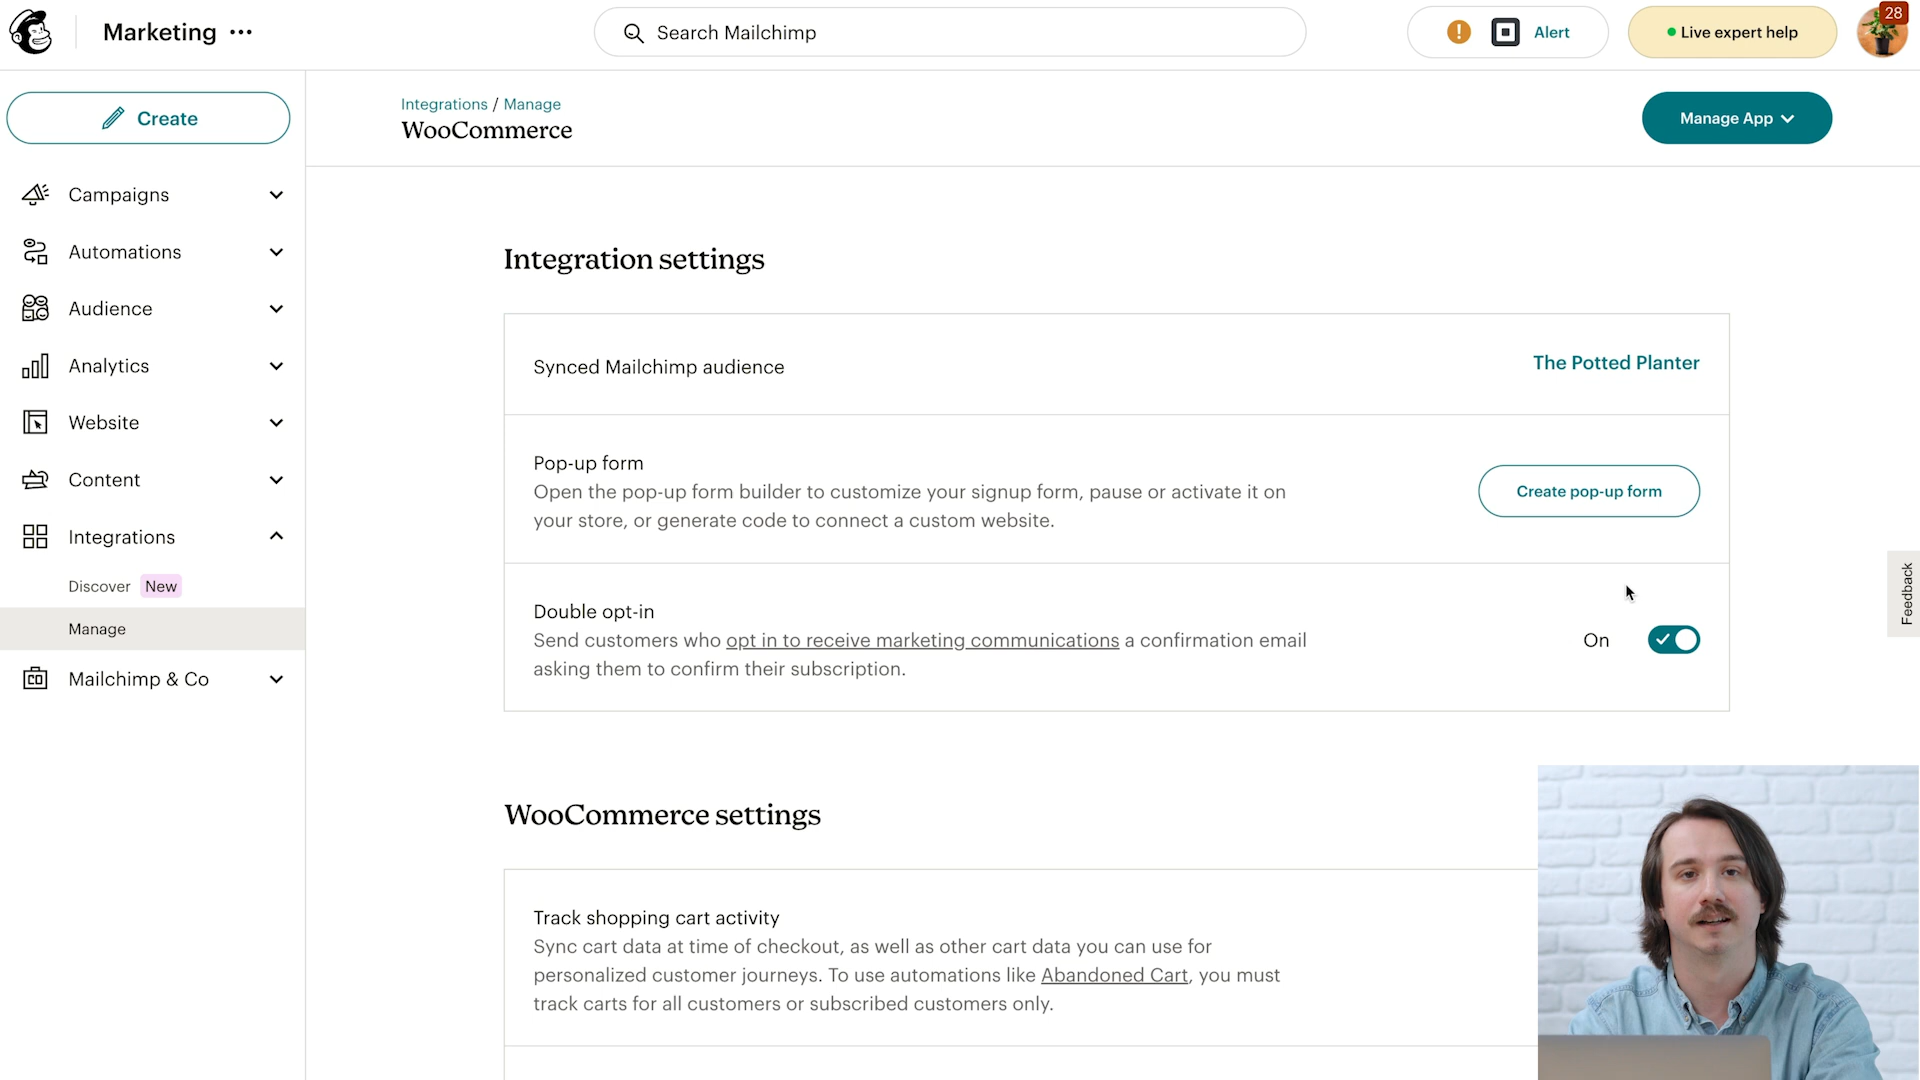 Marketing
Search Mailchimp
! Alert
Live expert help
28
Create
Integrations / Manage
WooCommerce
Manage App
Campaigns
Automations
Audience
Analytics
Website
Content
Integrations
Discover New
Manage
Mailchimp & Co
Integration settings
Synced Mailchimp audience
The Potted Planter
Pop-up form
Open the pop-up form builder to customize your signup form, pause or activate it on
your store, or generate code to connect a custom website.
Create pop-up form
Double opt-in
Send customers who opt in to receive marketing communications a confirmation email
asking them to confirm their subscription.
On
Feedback
WooCommerce settings
Track shopping cart activity
Sync cart data at time of checkout, as well as other cart data you can use for
personalized customer journeys. To use automations like Abandoned Cart, you must
track carts for all customers or subscribed customers only.